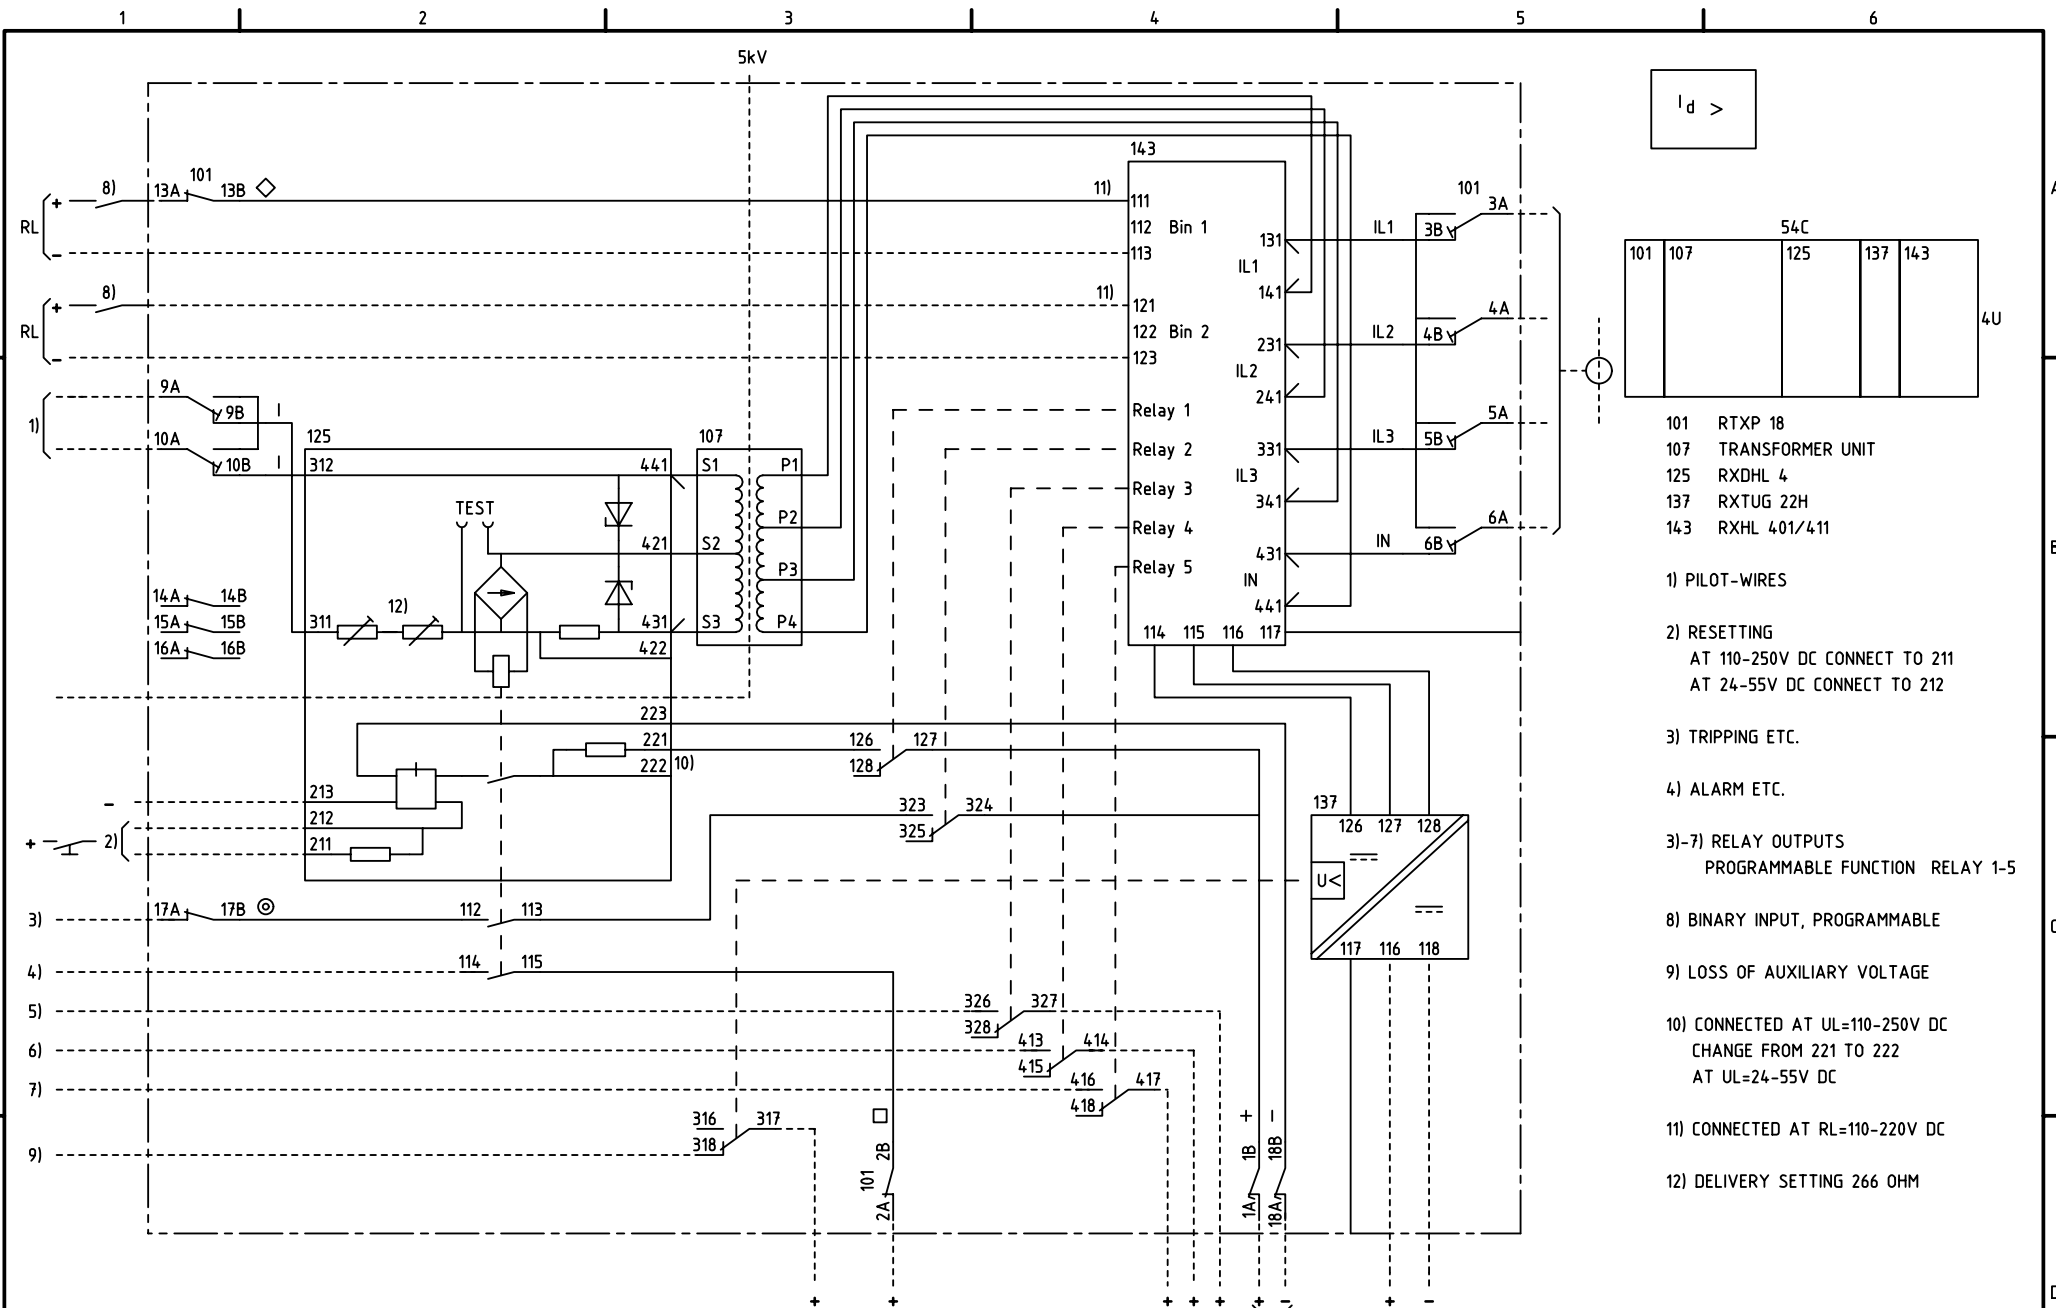 1 2 3 4 5 6
5kV
Id <
143
RL + 8) 13A 101 13B 11) 111
112 Bin 1
- 113
131 IL1 3B 101 3A
IL1
141
54C
101 107 125 137 143
4U
RL + 8) 11) 121
122 Bin 2
- 123
231 IL2 4B 4A
IL2
241
1) 9A 9B I
10A 10B I
Relay 1
Relay 2
Relay 3
Relay 4
Relay 5
331 IL3 5B 5A
IL3
341
431 IN 6B 6A
IN
441
114 115 116 117
125
312 441
TEST
421
311 12) 431
422
107
S1 P1
P2
S2
P3
S3 P4
14A 14B
15A 15B
16A 16B
223
221
222 10)
126 127
128
213
212
211
-
+ 2)
323 324
325
137
126 127 128
U<
117 116 118
3) 17A 17B 112 113
4) 114 115
5) 326 327
328
6) 413 414
415
7) 416 417
418
9) 316 317
318
101 2A 2B
+ -
1B 18B
1A 18A
+ + + + + + - + -
101 RTXP 18
107 TRANSFORMER UNIT
125 RXDHL 4
137 RXTUG 22H
143 RXHL 401/411
1) PILOT-WIRES
2) RESETTING
AT 110-250V DC CONNECT TO 211
AT 24-55V DC CONNECT TO 212
3) TRIPPING ETC.
4) ALARM ETC.
3)-7) RELAY OUTPUTS
PROGRAMMABLE FUNCTION RELAY 1-5
8) BINARY INPUT, PROGRAMMABLE
9) LOSS OF AUXILIARY VOLTAGE
10) CONNECTED AT UL=110-250V DC
CHANGE FROM 221 TO 222
AT UL=24-55V DC
11) CONNECTED AT RL=110-220V DC
12) DELIVERY SETTING 266 OHM